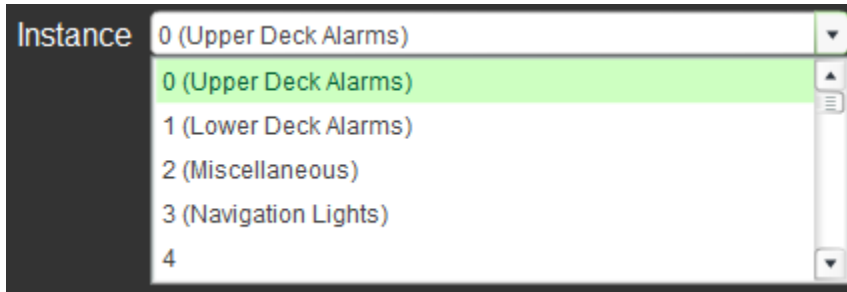 Instance 0 (Upper Deck Alarms)
0 (Upper Deck Alarms)
1 (Lower Deck Alarms)
2 (Miscellaneous)
3 (Navigation Lights)
4